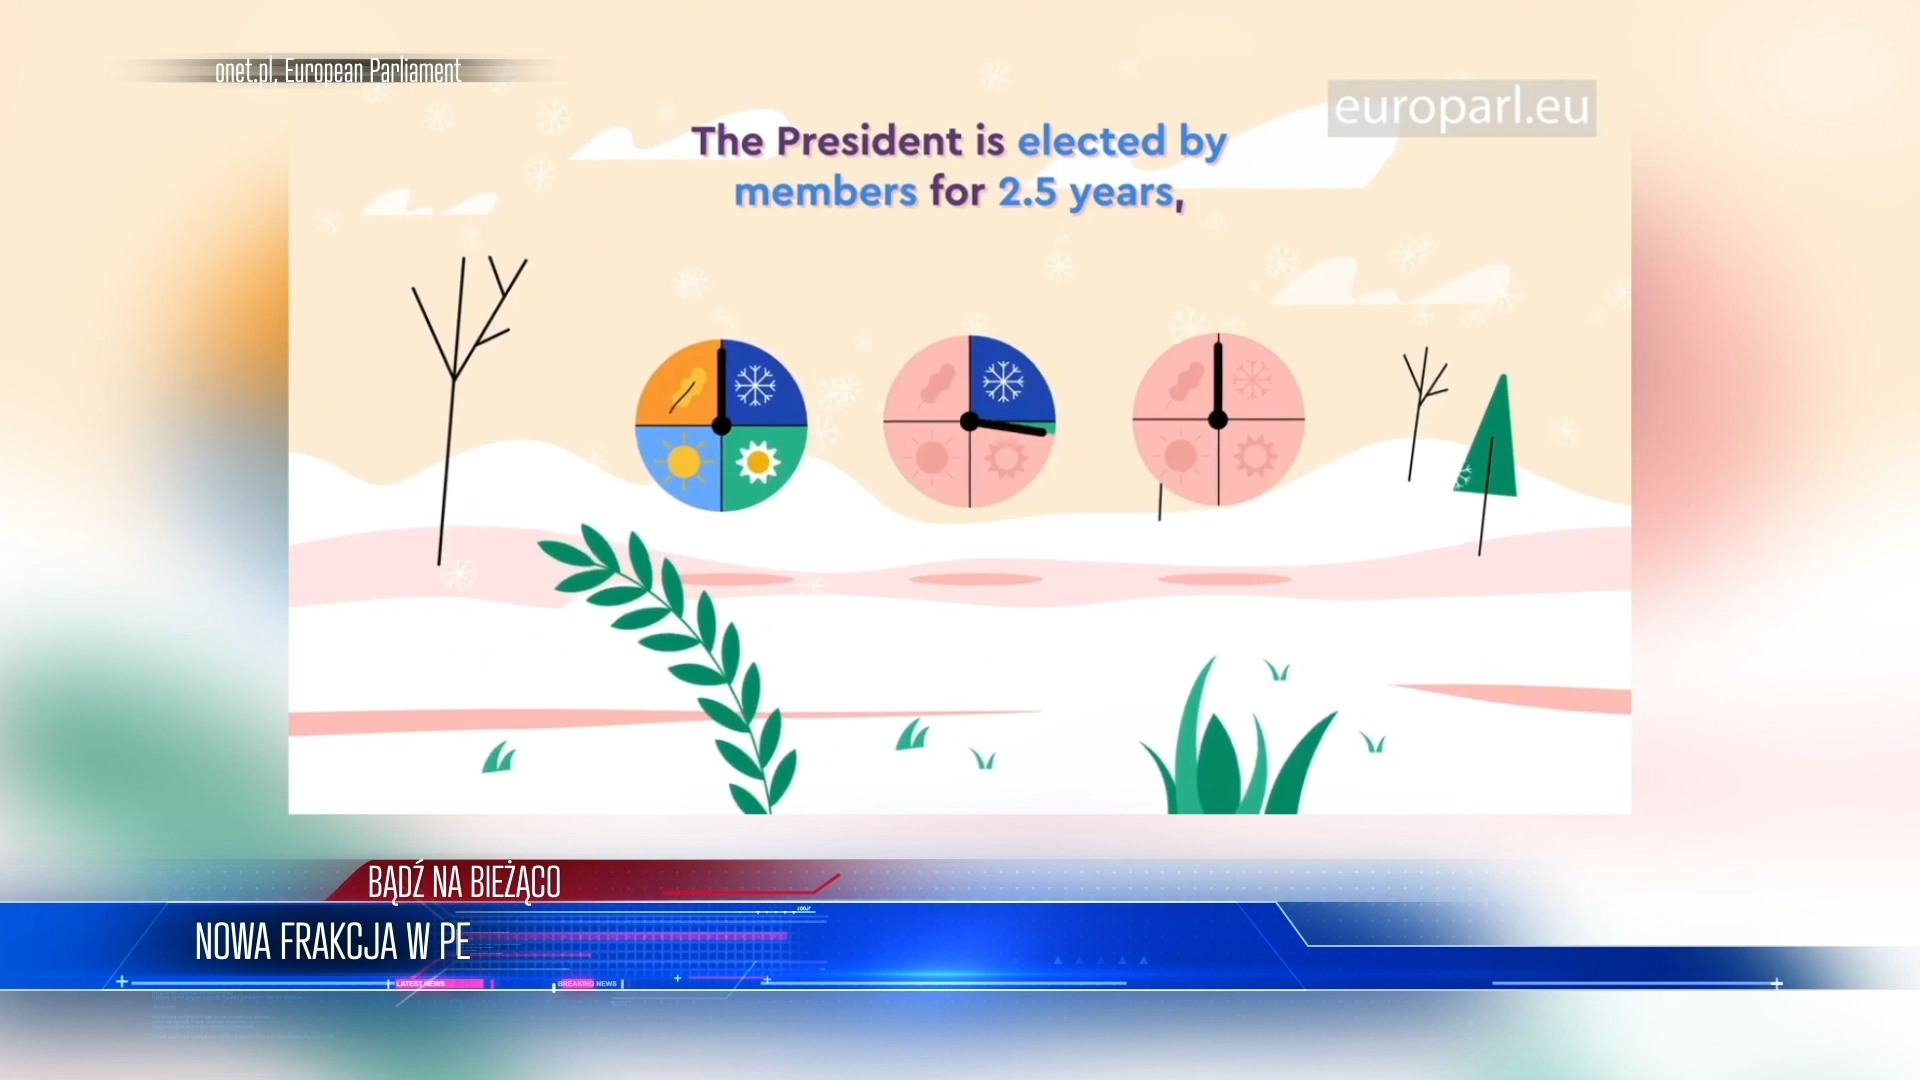 onet.pl, European Parliament
europarl.eu
The President is elected by
members for 2.5 years,
BĄDŹ NA BIEŻĄCO
NOWA FRAKCJA W PE
LATEST NEWS
BREAKING NEWS